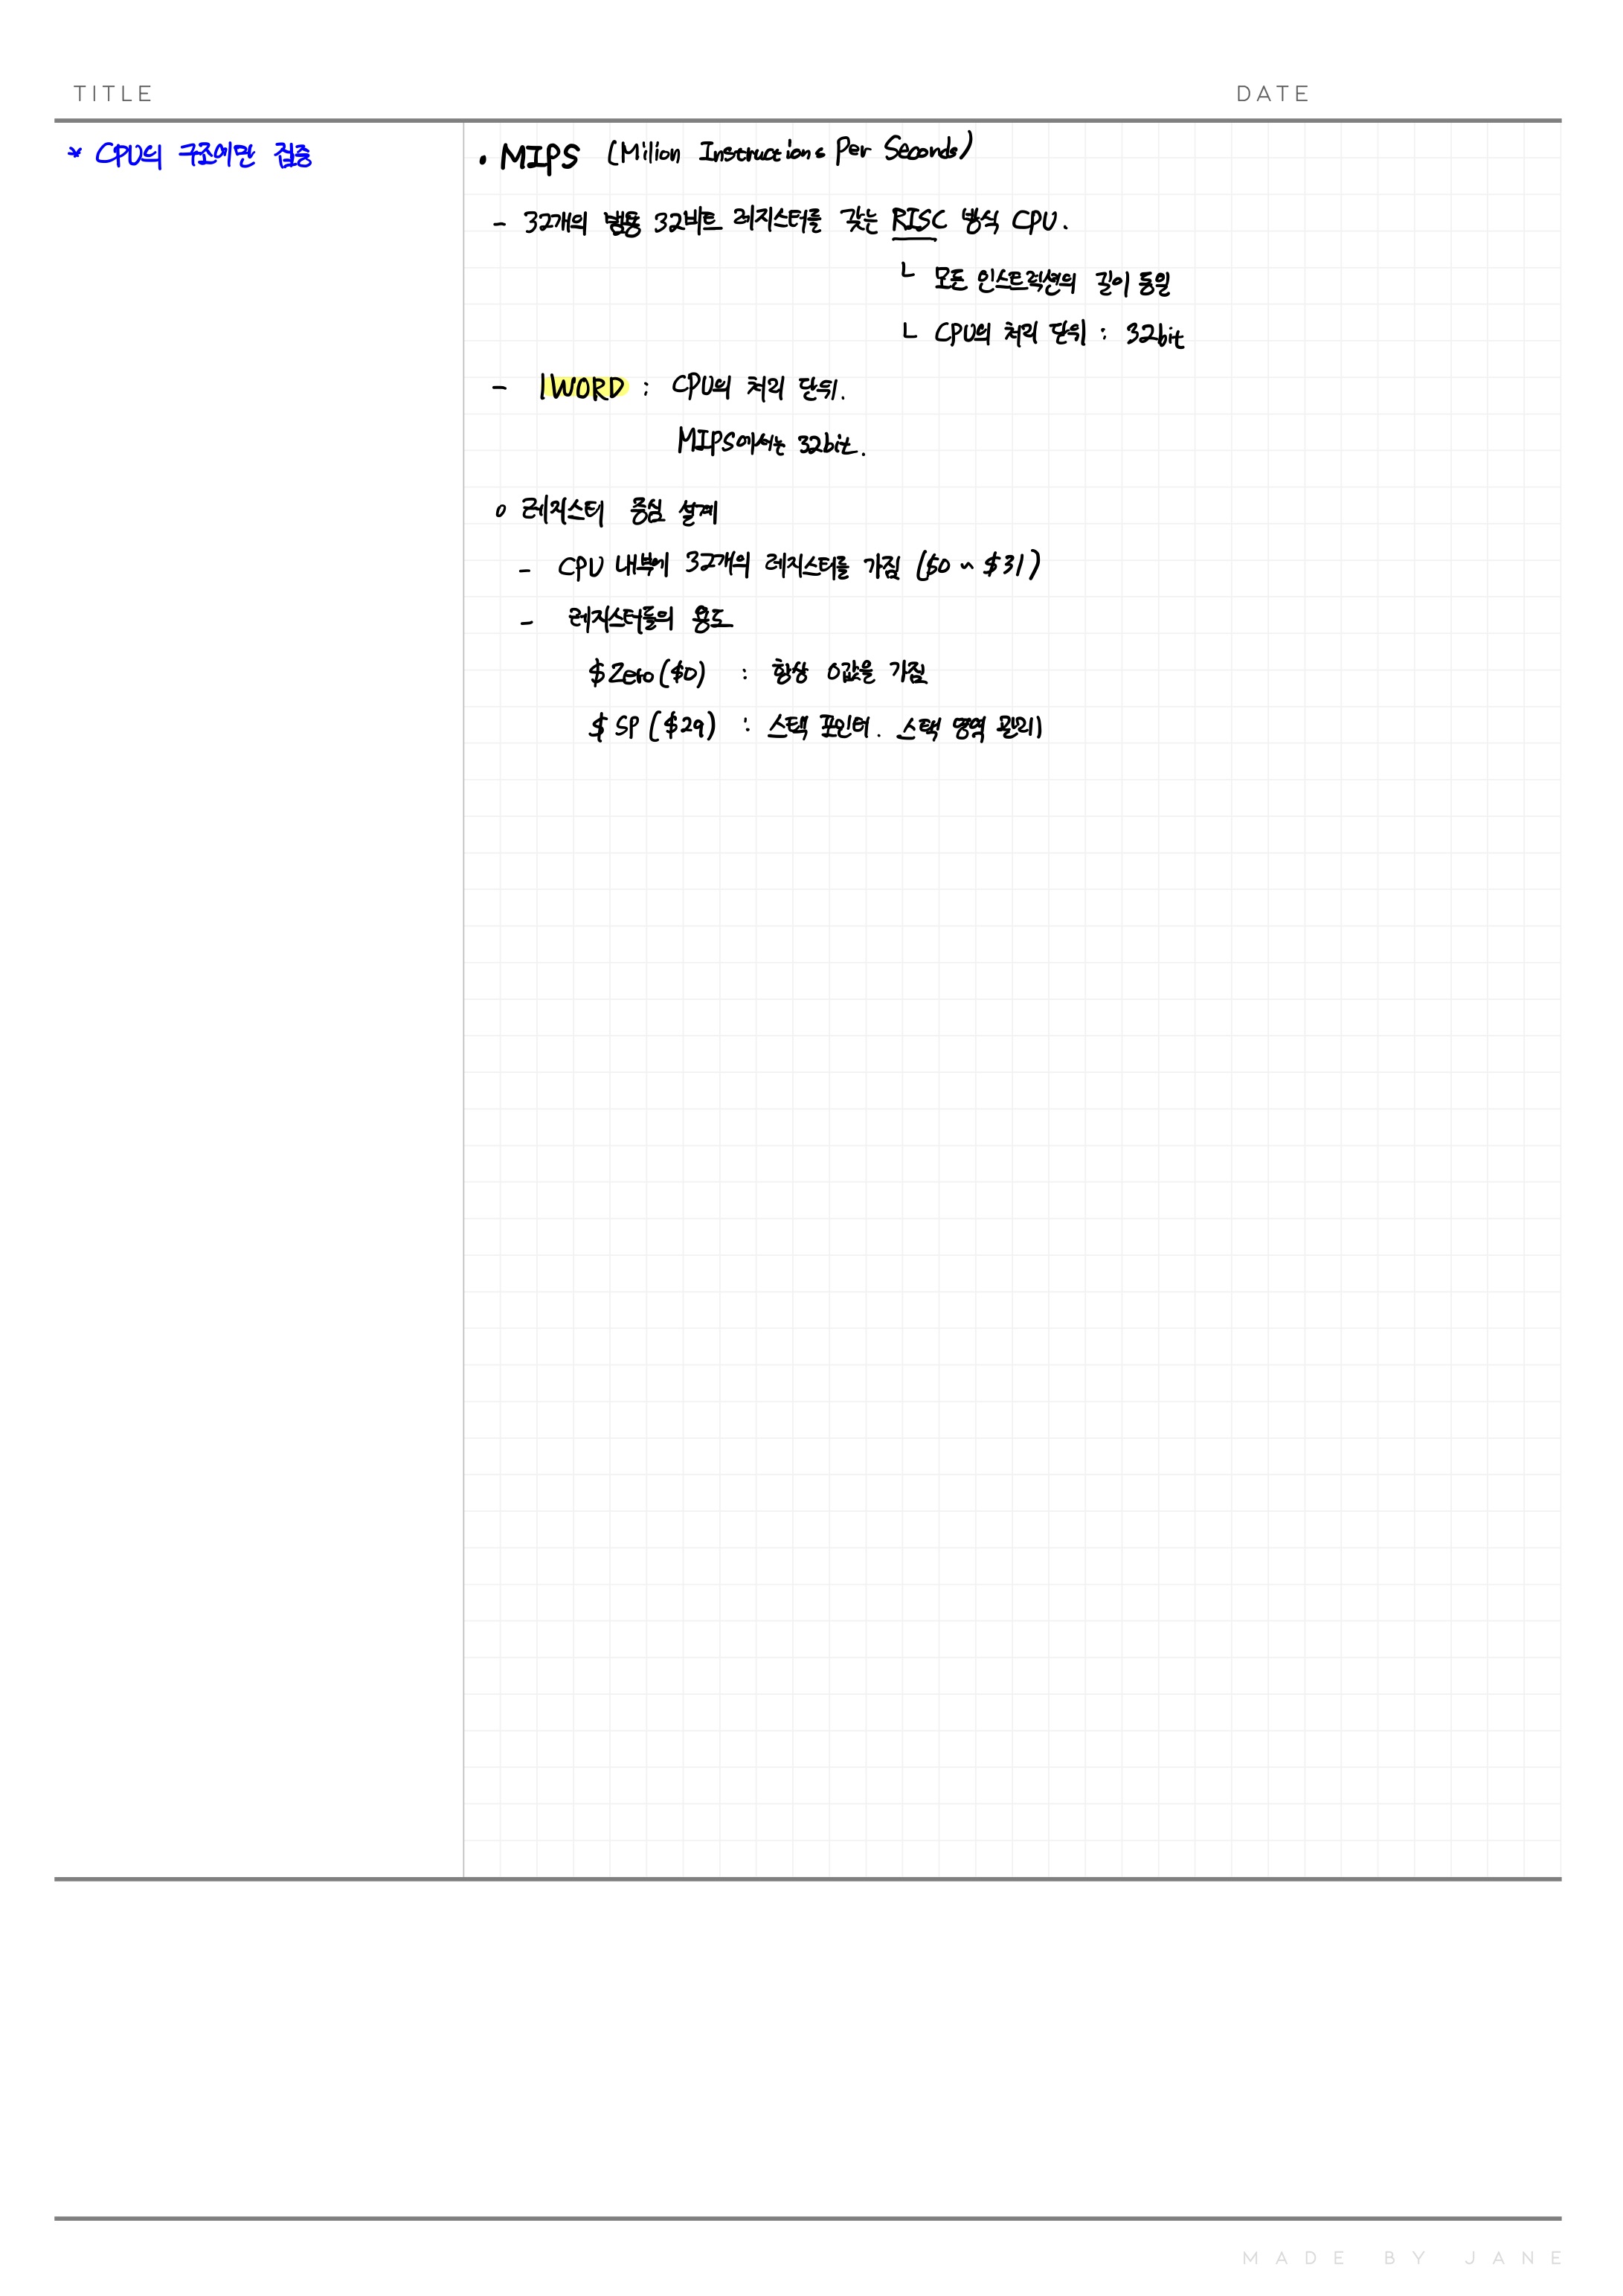 TITLE
DATE
* CPU의 구조에만 집중
• MIPS (Milion Instructions Per Seconds)
- 32개의 범용 32비트 레지스터를 갖는 RISC 방식 CPU.
└ 모든 인스트럭션의 길이 동일
└ CPU의 처리 단위 : 32bit
- 1WORD : CPU의 처리 단위.
MIPS에서는 32bit.
o 레지스터 중심 설계
- CPU 내부에 32개의 레지스터를 가짐 ($0 ~ $31)
- 레지스터들의 용도
$Zero($0) : 항상 0값을 가짐
$SP($29) : 스택 포인터. 스택 영역 관리
MADE BY JANE